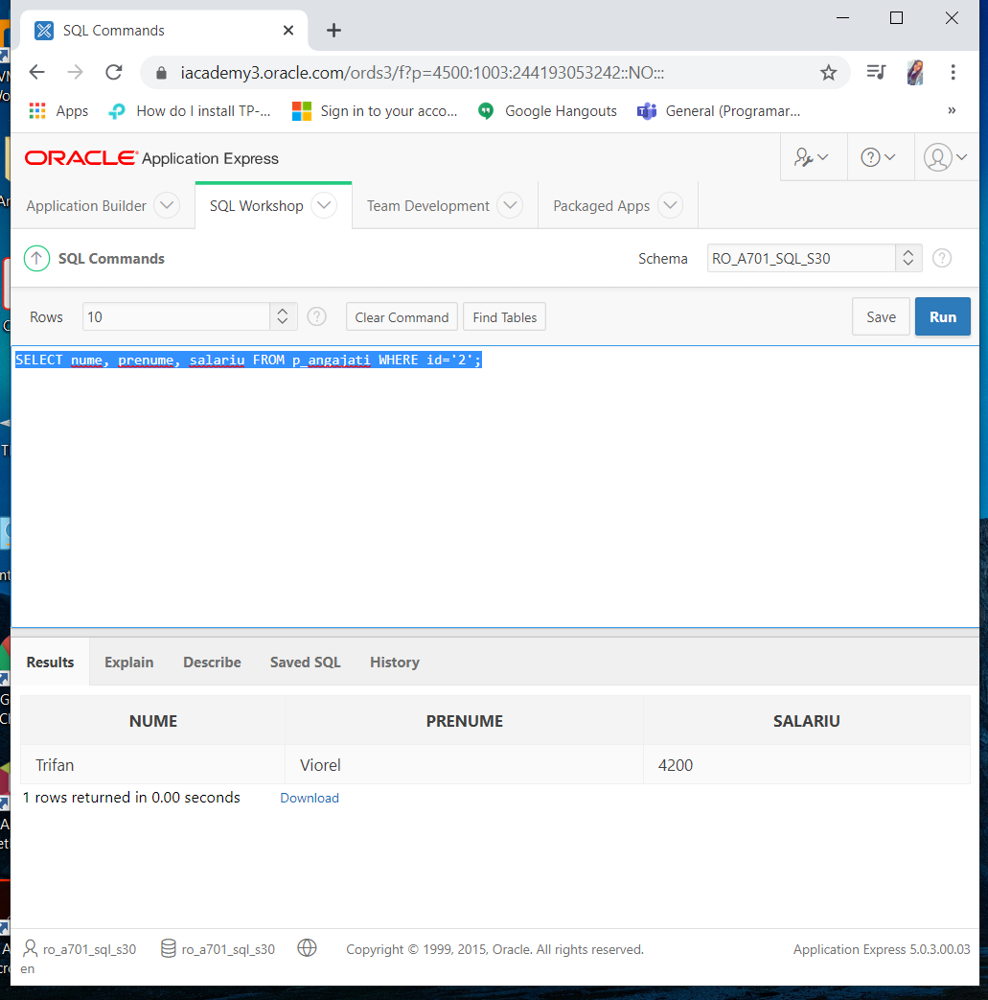 SQL Commands
iacademy3.oracle.com/ords3/f?p=4500:1003:244193053242::NO:::
Apps How do I install TP-... Sign in to your acco... Google Hangouts General (Programar... »
ORACLE Application Express
Application Builder SQL Workshop Team Development Packaged Apps
SQL Commands Schema RO_A701_SQL_S30
Rows 10 Clear Command Find Tables Save Run
SELECT nume, prenume, salariu FROM p_angajati WHERE id='2';
Results Explain Describe Saved SQL History
NUME PRENUME SALARIU
Trifan Viorel 4200
1 rows returned in 0.00 seconds Download
ro_a701_sql_s30 ro_a701_sql_s30 Copyright © 1999, 2015, Oracle. All rights reserved. Application Express 5.0.3.00.03
en